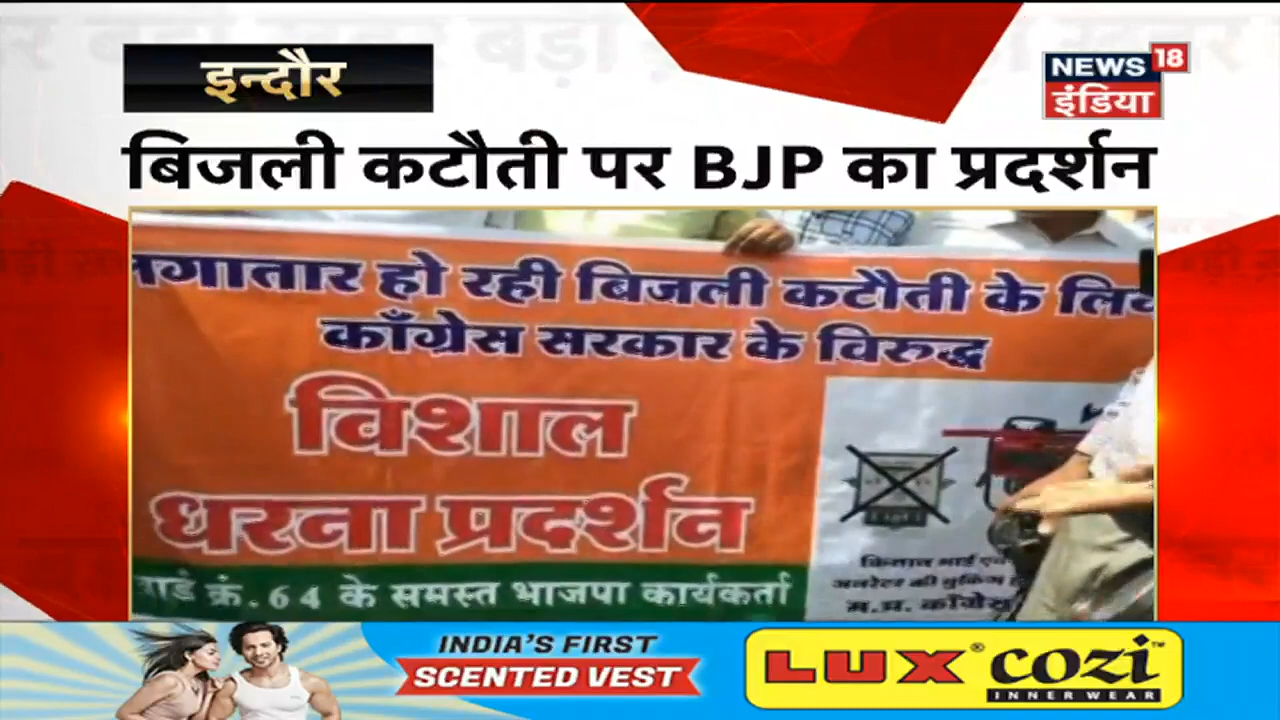 इन्दौर
NEWS 18
इंडिया
बिजली कटौती पर BJP का प्रदर्शन
लगातार हो रही बिजली कटौती के लिए
काँग्रेस सरकार के विरुद्ध
विशाल
धरना प्रदर्शन
वार्ड क्रं. 64 के समस्त भाजपा कार्यकर्ता
म.प्र. काँग्रेस
INDIA'S FIRST
SCENTED VEST
LUX® cozi™
INNER WEAR